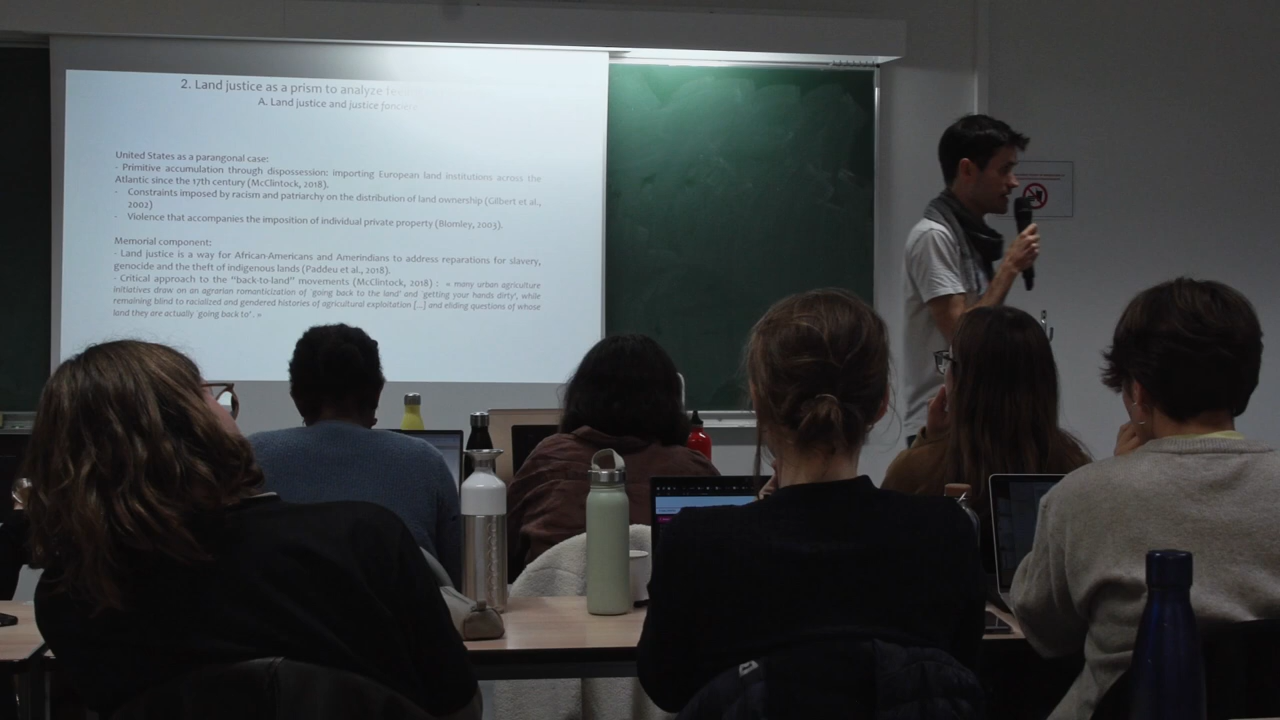 2. Land justice as a prism to analyze
A. Land justice and justice foncière
United States as a parangonal case:
- Primitive accumulation through dispossession: importing European land institutions across the
Atlantic since the 17th century (McClintock, 2018).
- Constraints imposed by racism and patriarchy on the distribution of land ownership (Gilbert et al.,
2002)
- Violence that accompanies the imposition of individual private property (Blomley, 2003).
Memorial component:
- Land justice is a way for African-Americans and Amerindians to address reparations for slavery,
genocide and the theft of indigenous lands (Paddeu et al., 2018).
- Critical approach to the “back-to-land” movements (McClintock, 2018) : « many urban agriculture
initiatives draw on an agrarian romanticization of ‘going back to the land’ and ‘getting your hands dirty’, while
remaining blind to racialized and gendered histories of agricultural exploitation [...] and eliding questions of whose
land they are actually ‘going back to’. »